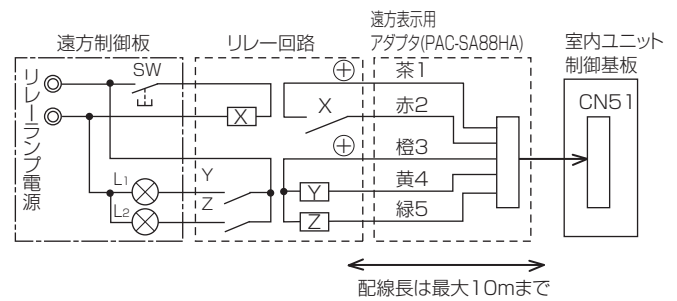 遠方制御板
リレー回路
遠方表示用
アダプタ(PAC-SA88HA)
室内ユニット
制御基板
リレーランプ電源
SW
X
L1
L2
Y
Z
X
Y
Z
茶1
赤2
橙3
黄4
緑5
CN51
配線長は最大10mまで